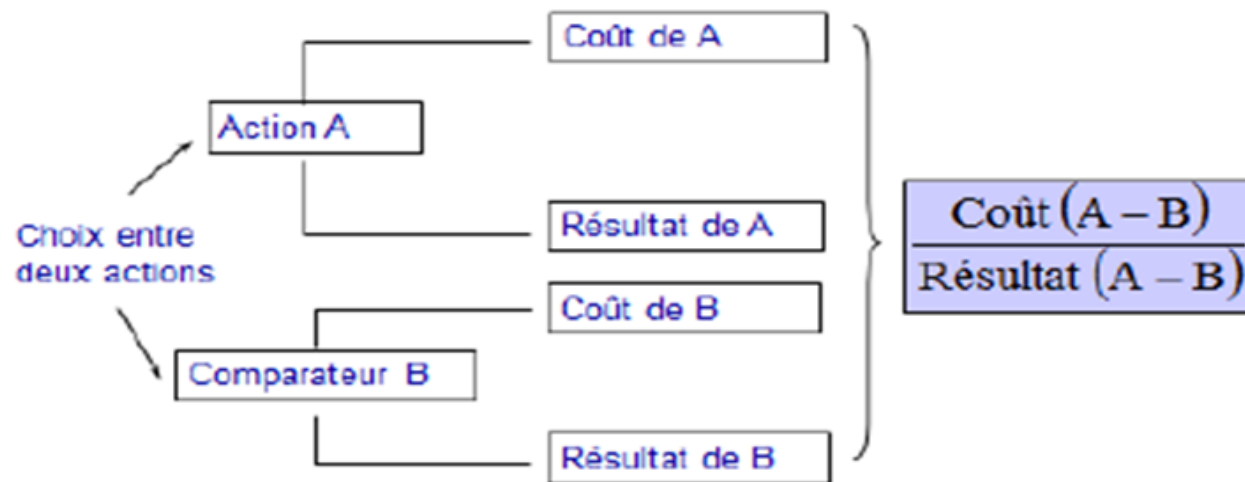 Coût de A
Action A
Résultat de A
Choix entre
deux actions
Coût de B
Comparateur B
Résultat de B
Coût (A – B)
Résultat (A – B)